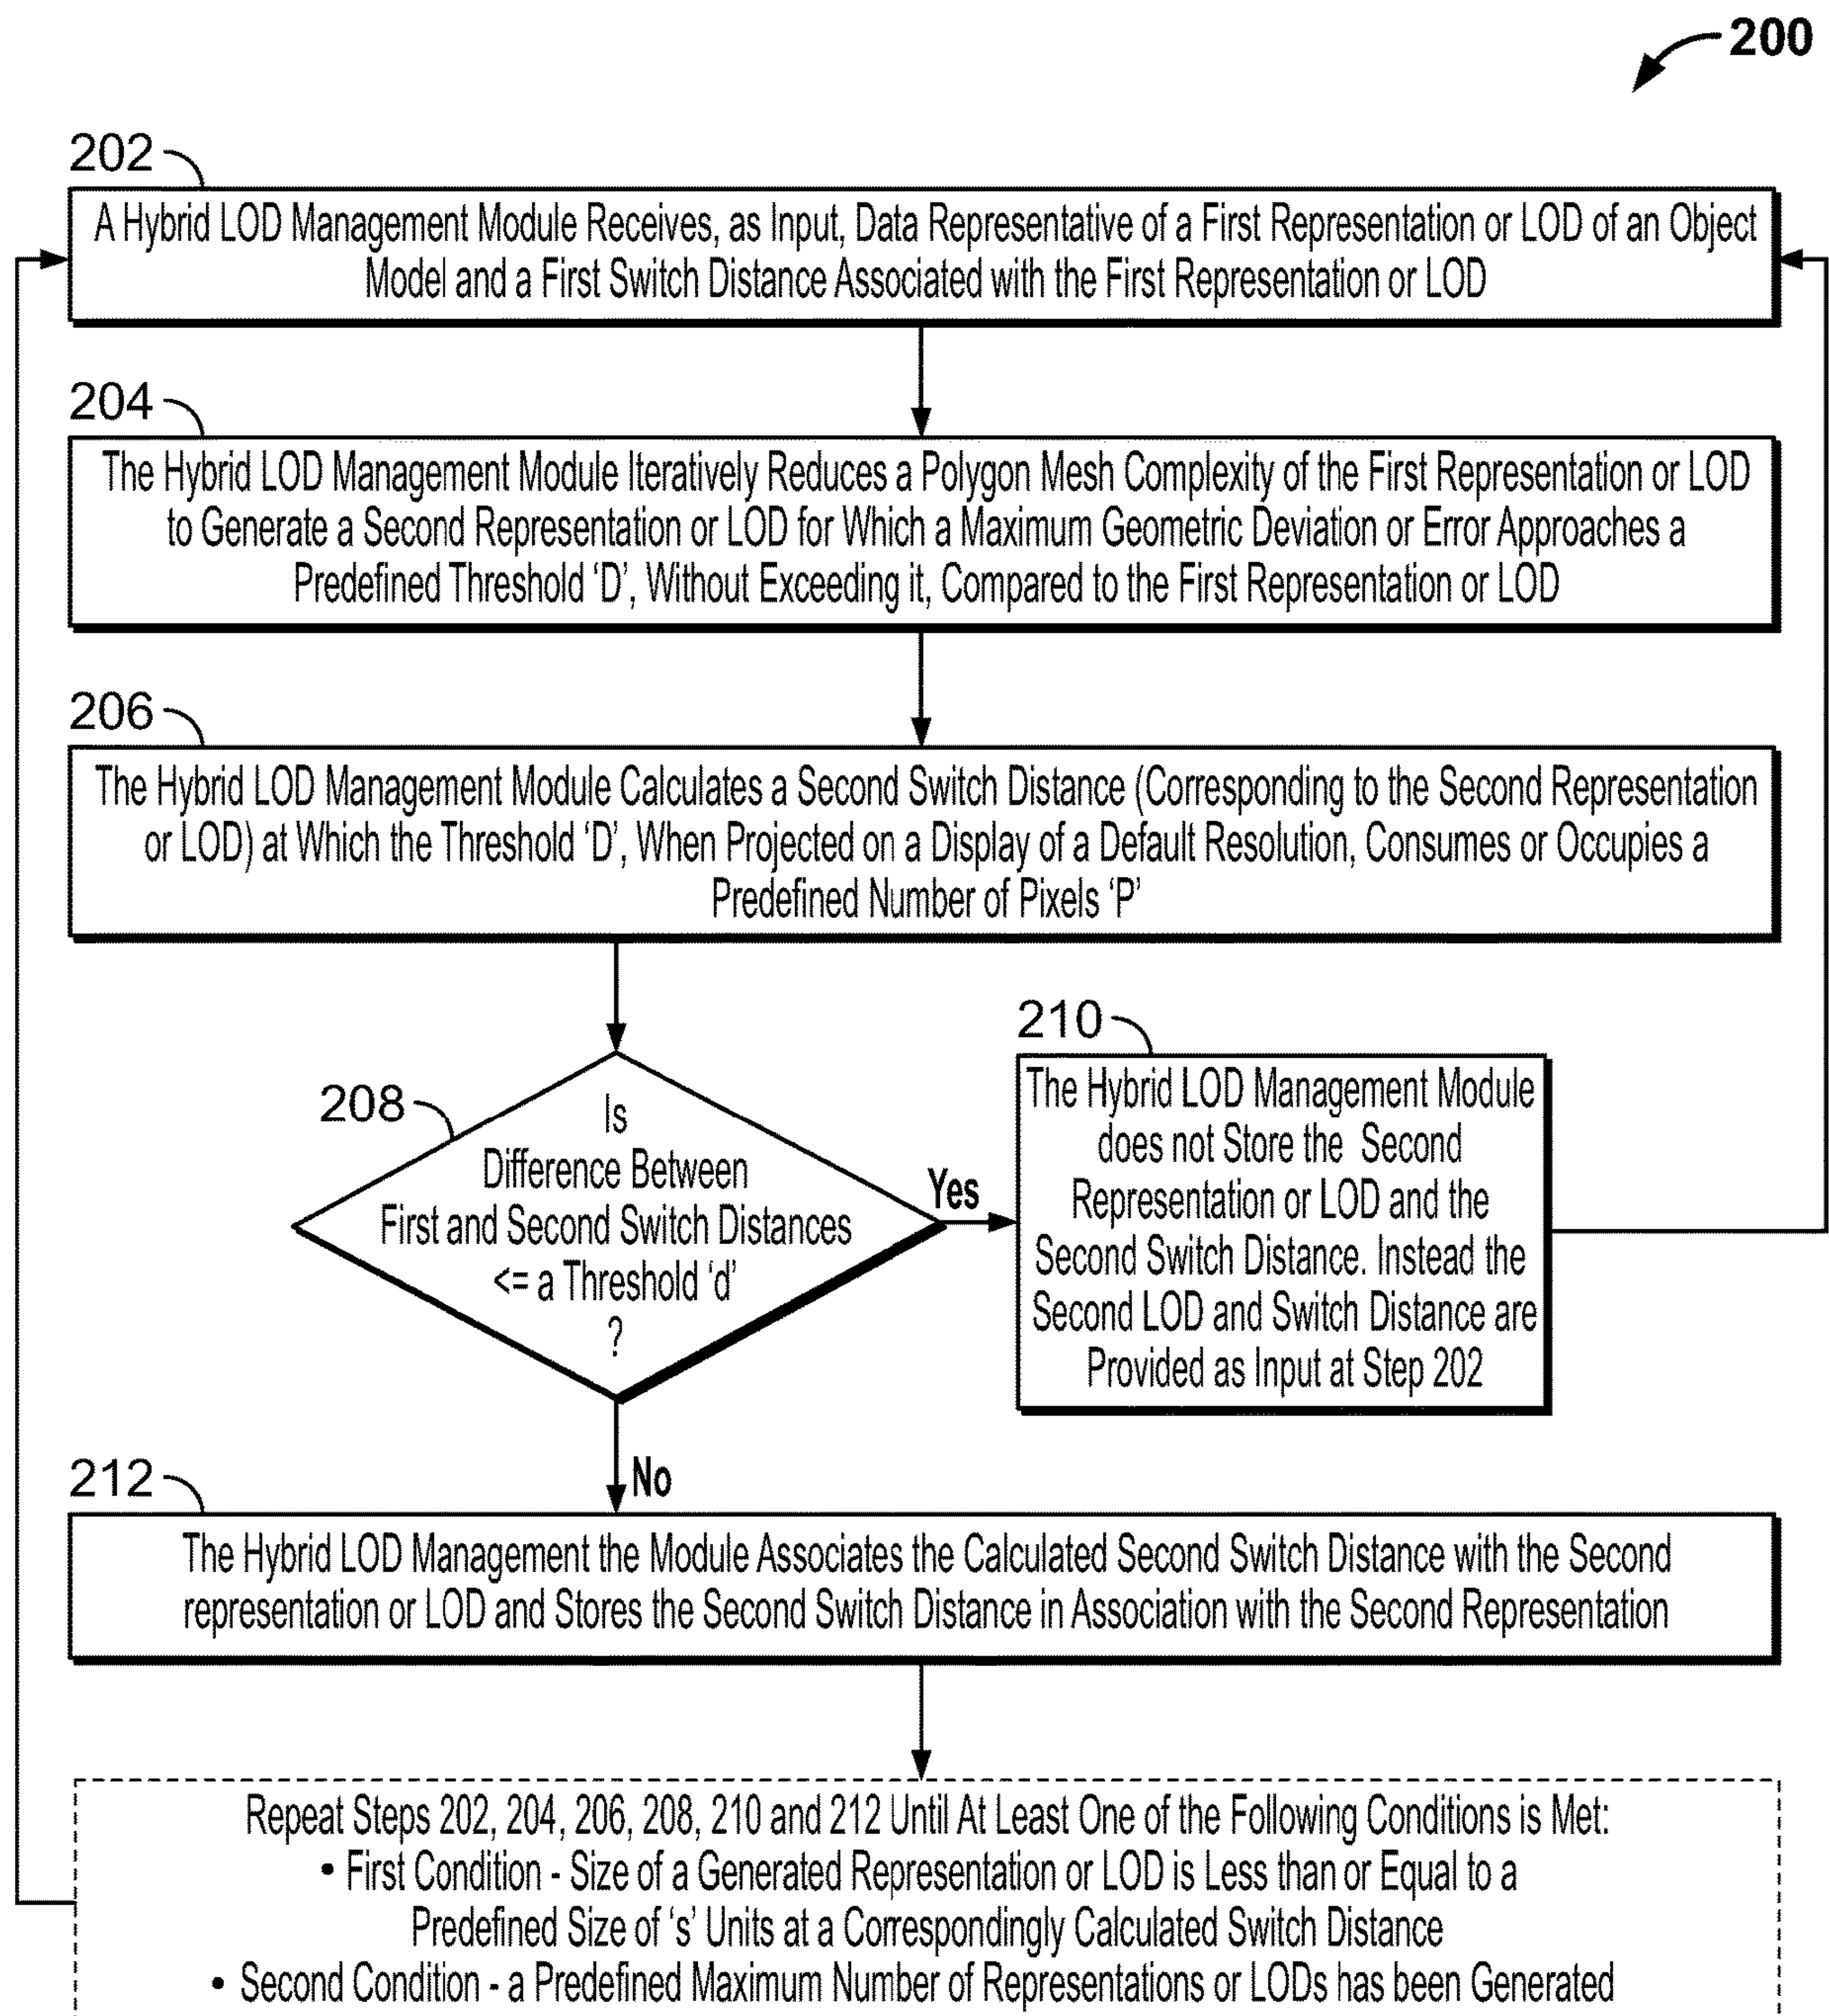 200
202
A Hybrid LOD Management Module Receives, as Input, Data Representative of a First Representation or LOD of an Object
Model and a First Switch Distance Associated with the First Representation or LOD
204
The Hybrid LOD Management Module Iteratively Reduces a Polygon Mesh Complexity of the First Representation or LOD
to Generate a Second Representation or LOD for Which a Maximum Geometric Deviation or Error Approaches a
Predefined Threshold ‘D’, Without Exceeding it, Compared to the First Representation or LOD
206
The Hybrid LOD Management Module Calculates a Second Switch Distance (Corresponding to the Second Representation
or LOD) at Which the Threshold ‘D’, When Projected on a Display of a Default Resolution, Consumes or Occupies a
Predefined Number of Pixels ‘P’
208
Is
Difference Between
First and Second Switch Distances
<= a Threshold ‘d’
?
Yes
210
The Hybrid LOD Management Module
does not Store the Second
Representation or LOD and the
Second Switch Distance. Instead the
Second LOD and Switch Distance are
Provided as Input at Step 202
No
212
The Hybrid LOD Management the Module Associates the Calculated Second Switch Distance with the Second
representation or LOD and Stores the Second Switch Distance in Association with the Second Representation
Repeat Steps 202, 204, 206, 208, 210 and 212 Until At Least One of the Following Conditions is Met:
• First Condition - Size of a Generated Representation or LOD is Less than or Equal to a
Predefined Size of ‘s’ Units at a Correspondingly Calculated Switch Distance
• Second Condition - a Predefined Maximum Number of Representations or LODs has been Generated